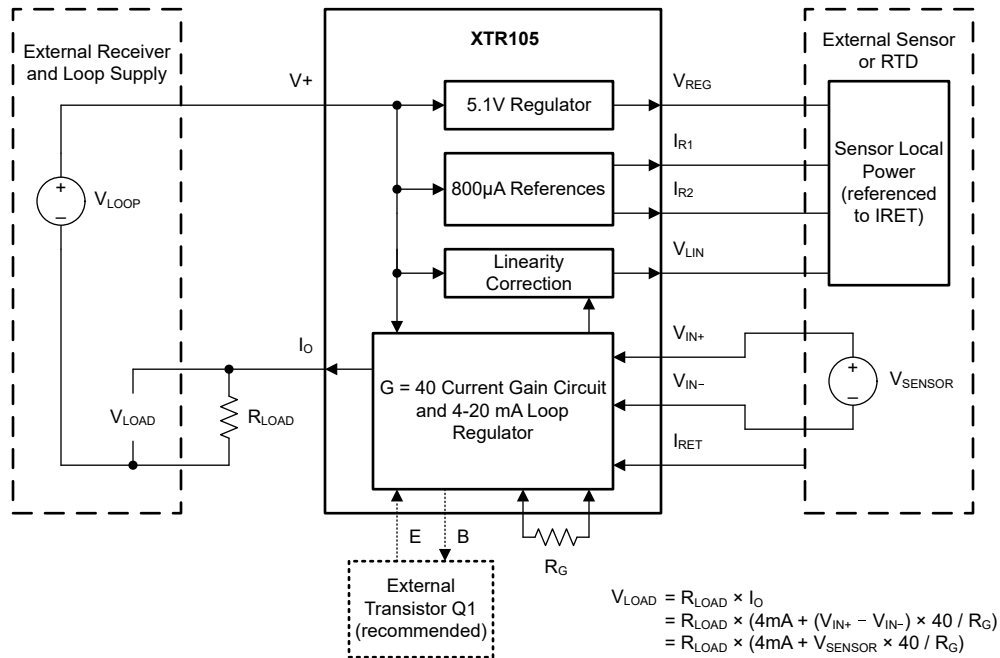 External Receiver
and Loop Supply
XTR105
External Sensor
or RTD
V+
5.1V Regulator
VREG
800µA References
IR1
IR2
Sensor Local
Power
(referenced
to IRET)
+
−
VLOOP
Linearity
Correction
VLIN
IO
G = 40 Current Gain Circuit
and 4-20 mA Loop
Regulator
VIN+
VIN−
IRET
+
−
VSENSOR
VLOAD
RLOAD
E
B
RG
External
Transistor Q1
(recommended)
VLOAD = RLOAD × IO
= RLOAD × (4mA + (VIN+ − VIN−) × 40 / RG)
= RLOAD × (4mA + VSENSOR × 40 / RG)